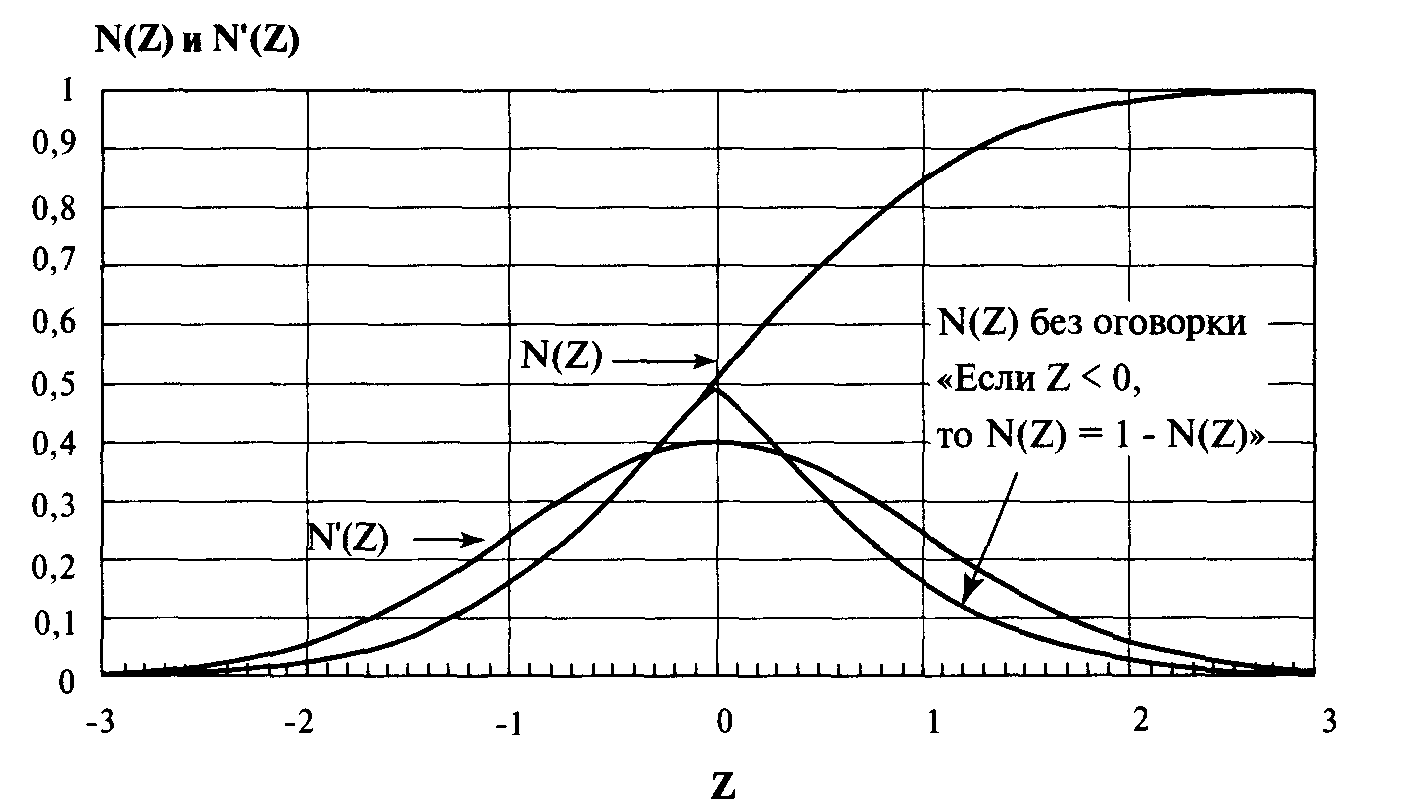 N(Z) и N'(Z)
1
0,9
0,8
0,7
0,6
0,5
0,4
0,3
0,2
0,1
0
N(Z)
N'(Z)
N(Z) без оговорки
«Если Z < 0,
то N(Z) = 1 - N(Z)»
-3 -2 -1 0 1 2 3
Z